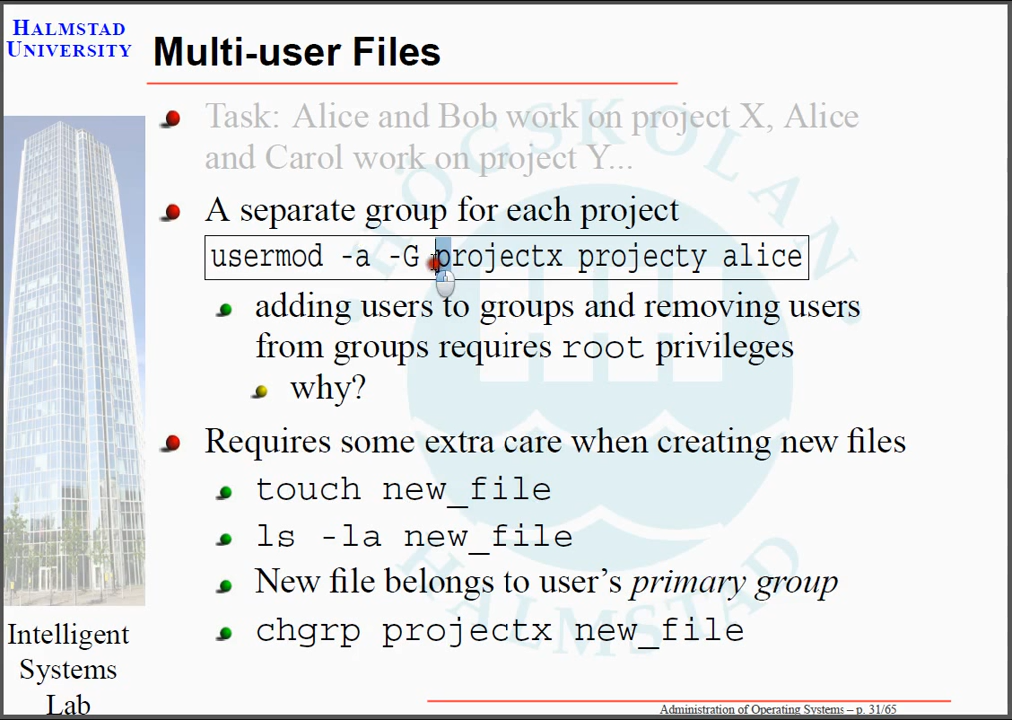 HALMSTAD
UNIVERSITY
Multi-user Files
Task: Alice and Bob work on project X, Alice
and Carol work on project Y...
A separate group for each project
usermod -a -G projectx projecty alice
adding users to groups and removing users
from groups requires root privileges
why?
Requires some extra care when creating new files
touch new_file
ls -la new_file
New file belongs to user's primary group
chgrp projectx new_file
Intelligent
Systems
Lab
Administration of Operating Systems – p. 31/65
HÖGSKOLAN
HALMSTAD